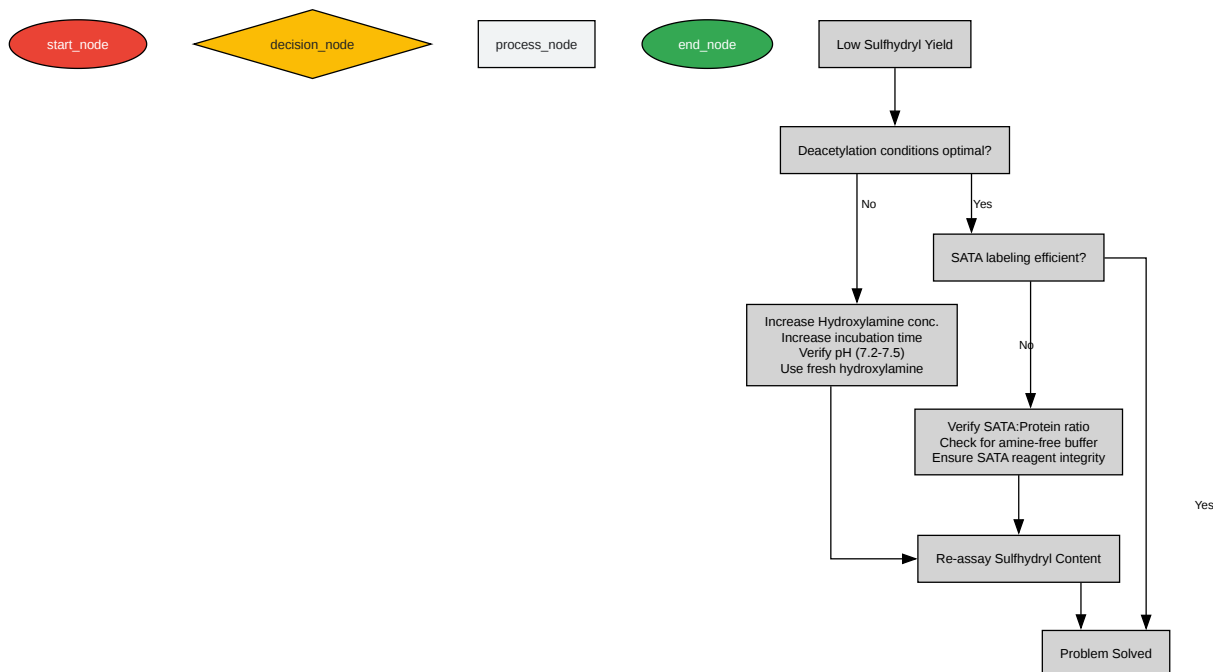 start_node
decision_node
process_node
end_node
Low Sulfhydryl Yield
Deacetylation conditions optimal?
No
Yes
SATA labeling efficient?
Increase Hydroxylamine conc.
Increase incubation time
Verify pH (7.2-7.5)
Use fresh hydroxylamine
No
Verify SATA:Protein ratio
Check for amine-free buffer
Ensure SATA reagent integrity
Yes
Re-assay Sulfhydryl Content
Problem Solved